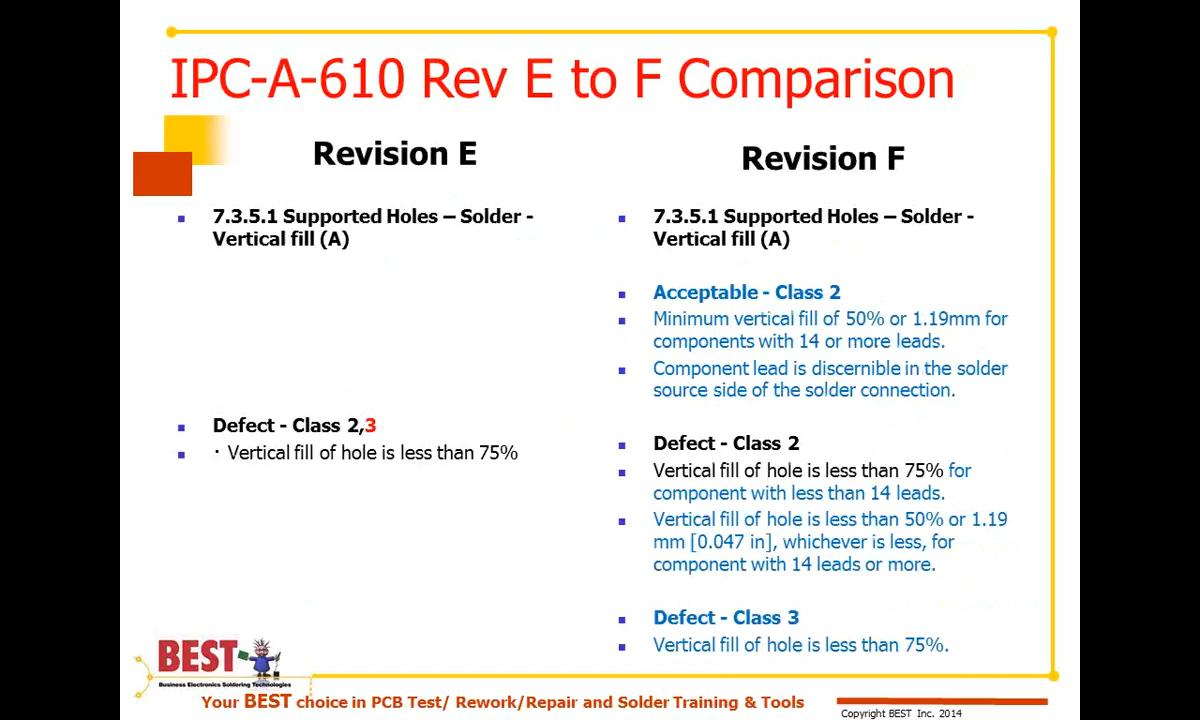 IPC-A-610 Rev E to F Comparison
Revision E
7.3.5.1 Supported Holes – Solder -
Vertical fill (A)
Defect - Class 2,3
· Vertical fill of hole is less than 75%
Revision F
7.3.5.1 Supported Holes – Solder -
Vertical fill (A)
Acceptable - Class 2
Minimum vertical fill of 50% or 1.19mm for
components with 14 or more leads.
Component lead is discernible in the solder
source side of the solder connection.
Defect - Class 2
Vertical fill of hole is less than 75% for
component with less than 14 leads.
Vertical fill of hole is less than 50% or 1.19
mm [0.047 in], whichever is less, for
component with 14 leads or more.
Defect - Class 3
Vertical fill of hole is less than 75%.
BEST
Business Electronics Soldering Technologies
Your BEST choice in PCB Test/ Rework/Repair and Solder Training & Tools
Copyright BEST Inc. 2014